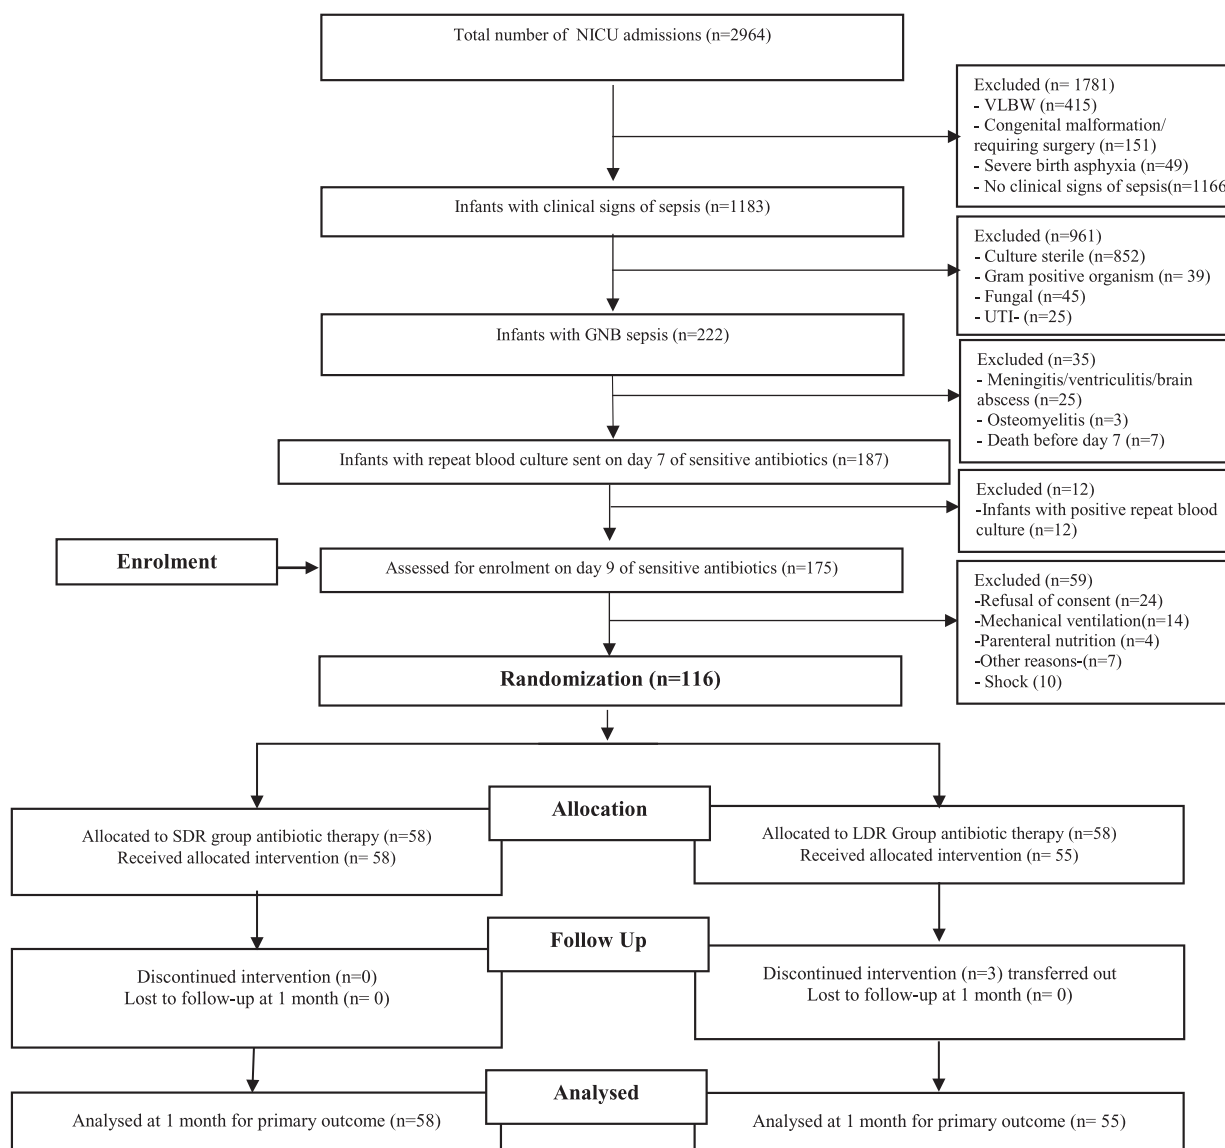 Total number of  NICU admissions (n=2964)
Excluded (n= 1781)
- VLBW (n=415)
- Congenital malformation/
requiring surgery (n=151)
- Severe birth asphyxia (n=49)
- No clinical signs of sepsis(n=1166
Infants with clinical signs of sepsis (n=1183)
Excluded (n=961)
- Culture sterile (n=852)
- Gram positive organism (n= 39)
- Fungal (n=45)
- UTI- (n=25)
Infants with GNB sepsis (n=222)
Excluded (n=35)
- Meningitis/ventriculitis/brain
abscess (n=25)
- Osteomyelitis (n=3)
- Death before day 7 (n=7)
Infants with repeat blood culture sent on day 7 of sensitive antibiotics (n=187)
Excluded (n=12)
-Infants with positive repeat blood
culture (n=12)
Enrolment
Assessed for enrolment on day 9 of sensitive antibiotics (n=175)
Excluded (n=59)
-Refusal of consent (n=24)
-Mechanical ventilation(n=14)
-Parenteral nutrition (n=4)
-Other reasons-(n=7)
- Shock (10)
Randomization (n=116)
Allocation
Allocated to SDR group antibiotic therapy (n=58)
Received allocated intervention (n= 58)
Allocated to LDR Group antibiotic therapy (n=58)
Received allocated intervention (n= 55)
Follow Up
Discontinued intervention (n=0)
Lost to follow-up at 1 month (n= 0)
Discontinued intervention (n=3) transferred out
Lost to follow-up at 1 month (n= 0)
Analysed
Analysed at 1 month for primary outcome (n=58)
Analysed at 1 month for primary outcome (n= 55)